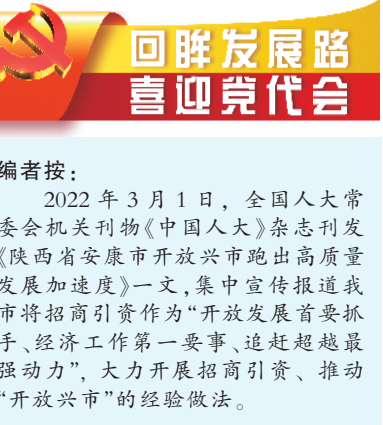 回眸发展路
喜迎党代会
编者按：
2022年3月1日，全国人大常
委会机关刊物《中国人大》杂志刊发
《陕西省安康市开放兴市跑出高质量
发展加速度》一文，集中宣传报道我
市将招商引资作为“开放发展首要抓
手、经济工作第一要事、追赶超越最
强动力”，大力开展招商引资、推动
“开放兴市”的经验做法。